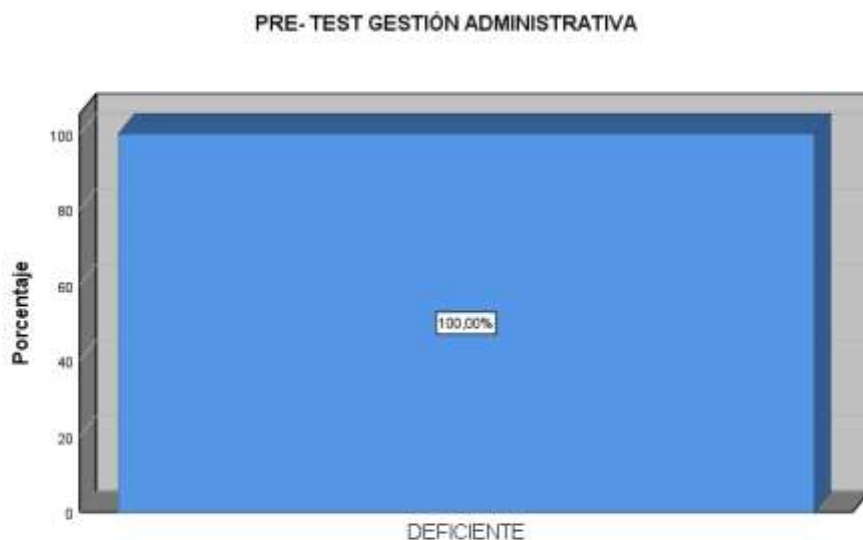 PRE- TEST GESTIÓN ADMINISTRATIVA
Porcentaje
100
80
60
40
20
0
100,00%
DEFICIENTE